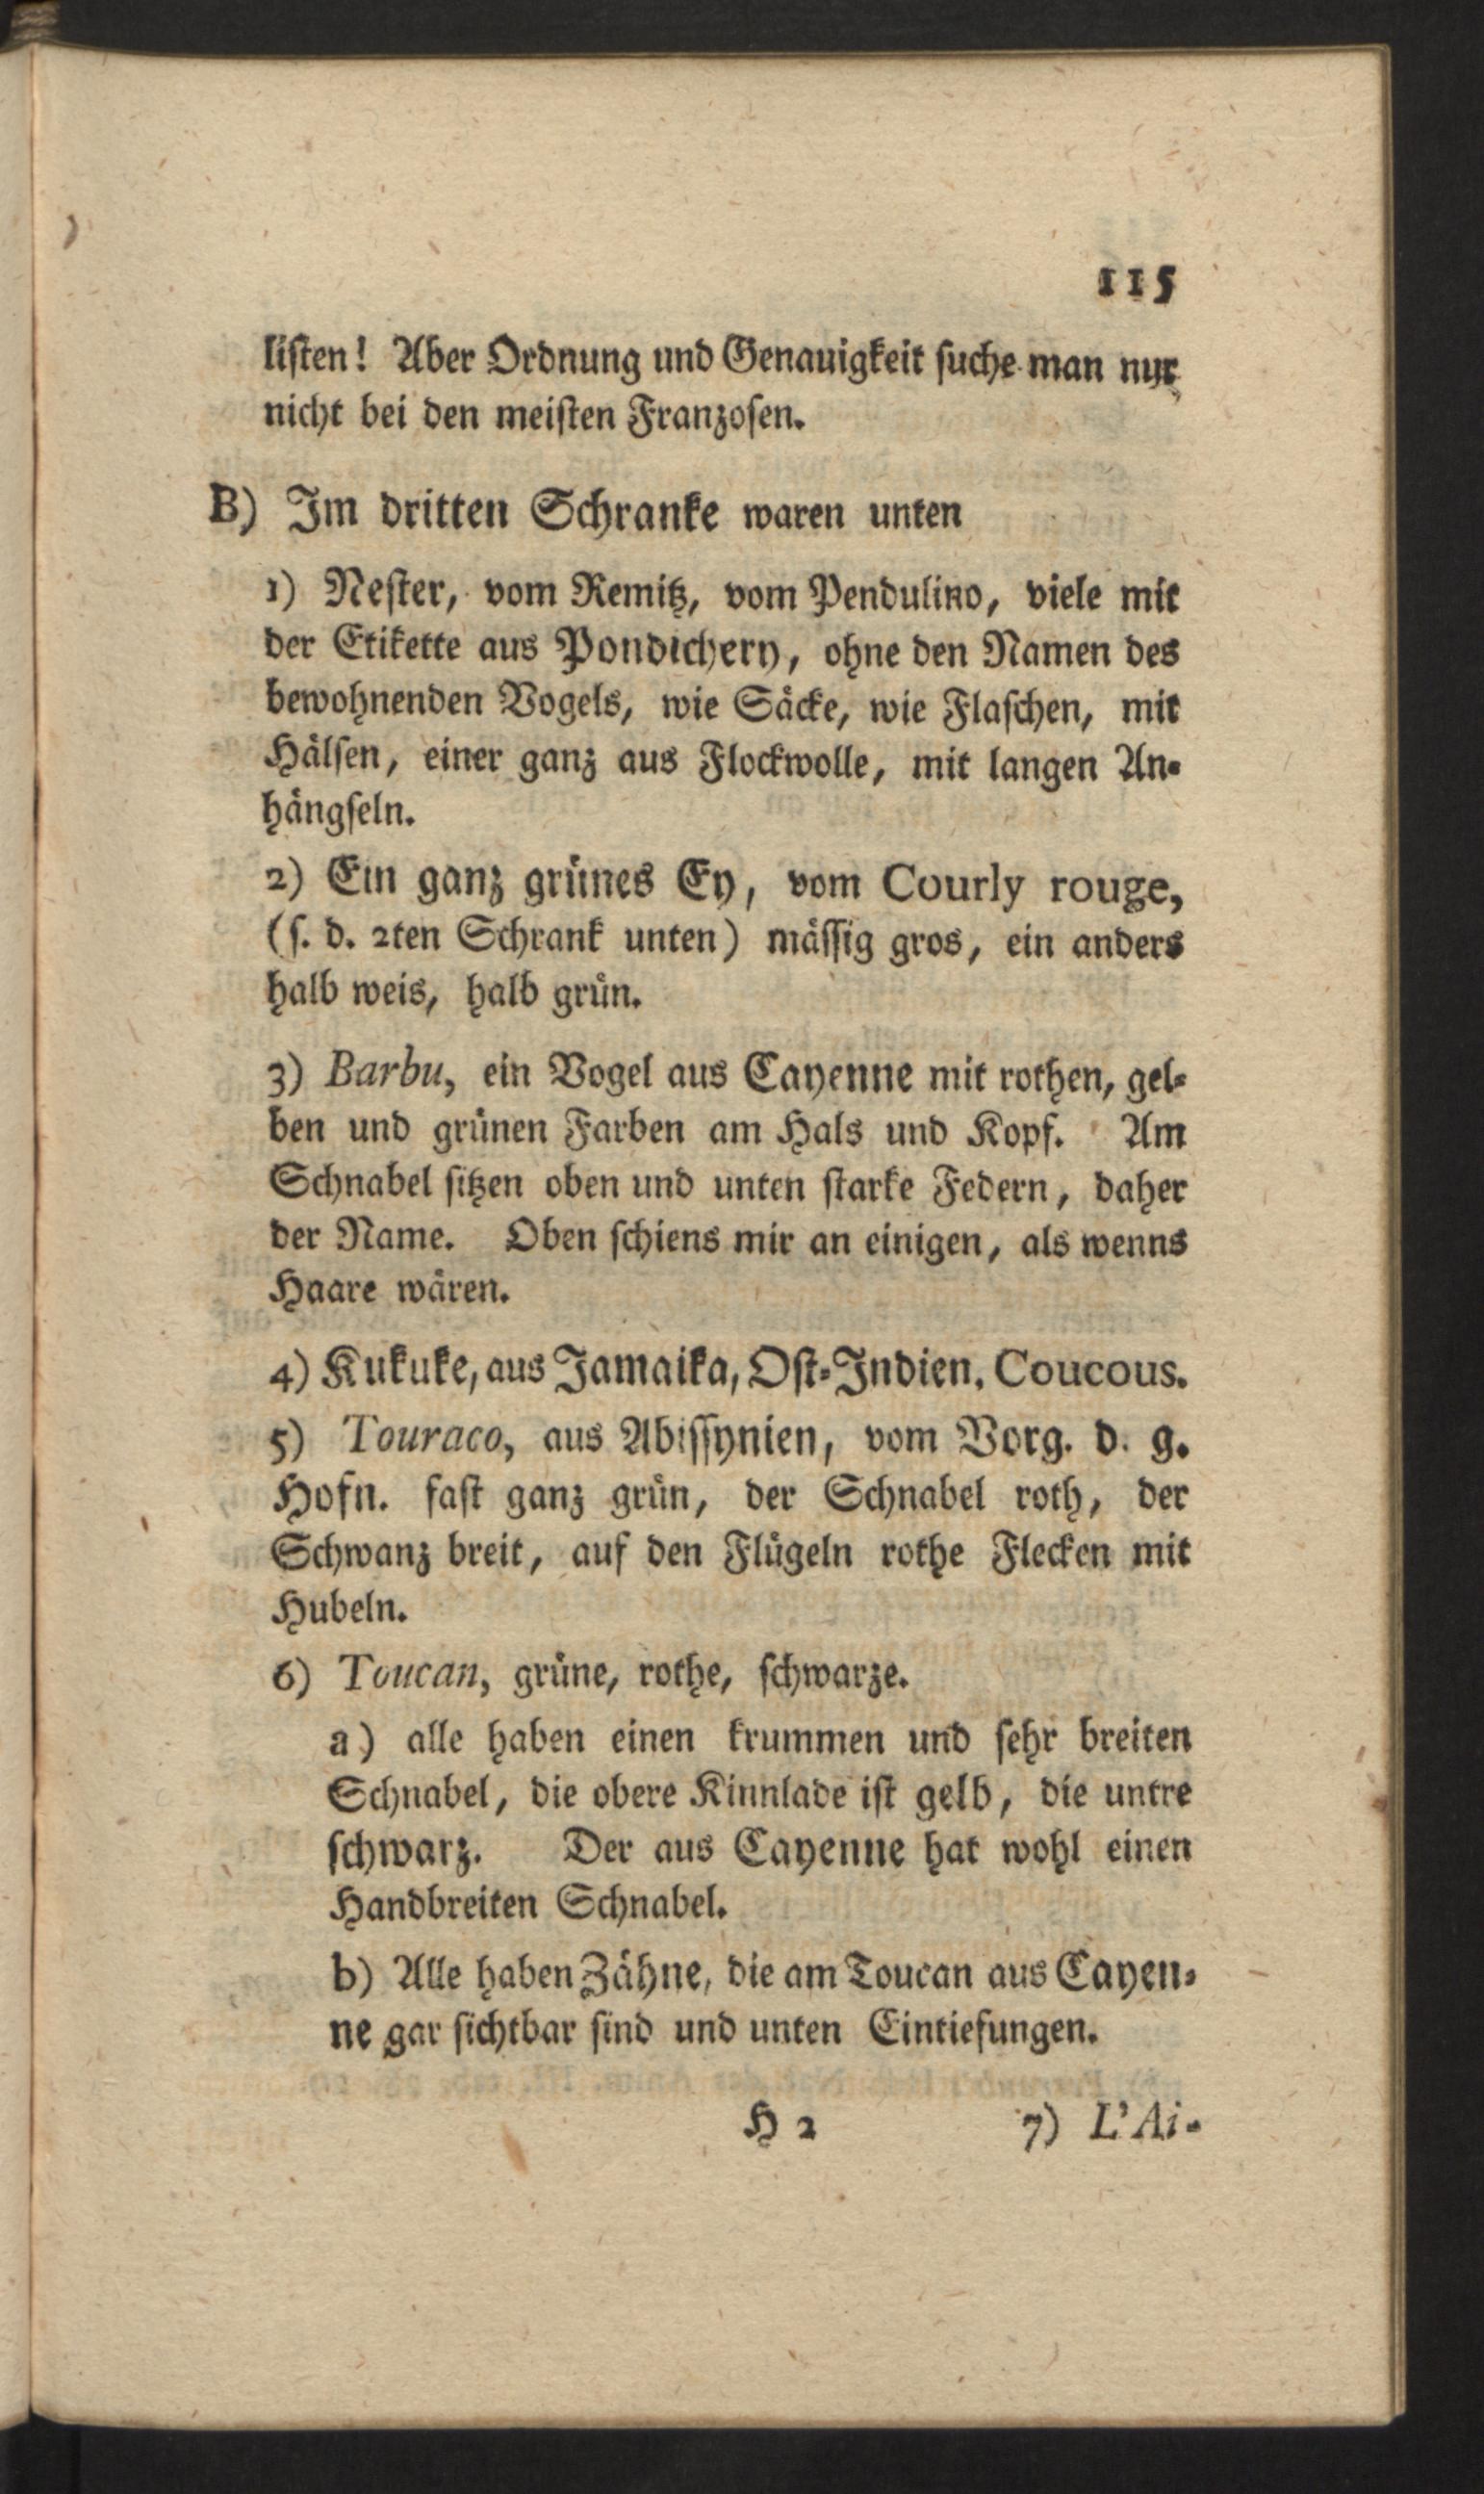 115
listen! Aber Ordnung und Genauigkeit suche man nur
nicht bei den meisten Franzosen.
B) Im dritten Schranke waren unten
1) Nester, vom Remitz, vom Pendulino, viele mit
der Etikette aus Pondichery, ohne den Namen des
bewohnenden Vogels, wie Säcke, wie Flaschen, mit
Hälsen, einer ganz aus Flockwolle, mit langen An-
hängseln.
2) Ein ganz grünes Ey, vom Courly rouge,
(s. d. 2ten Schrank unten) mässig gros, ein anders
halb weis, halb grün.
3) Barbu, ein Vogel aus Cayenne mit rothen, gel-
ben und grünen Farben am Hals und Kopf. Am
Schnabel sitzen oben und unten starke Federn, daher
der Name. Oben schiens mir an einigen, als wenns
Haare wären.
4) Kukuke, aus Jamaika, Ost-Indien, Coucous.
5) Touraco, aus Abissynien, vom Vorg. d. g.
Hofn. fast ganz grün, der Schnabel roth, der
Schwanz breit, auf den Flügeln rothe Flecken mit
Hubeln.
6) Toucan, grüne, rothe, schwarze.
a) alle haben einen krummen und sehr breiten
Schnabel, die obere Kinnlade ist gelb, die untre
schwarz. Der aus Cayenne hat wohl einen
Handbreiten Schnabel.
b) Alle haben Zähne, die am Toucan aus Cayen-
ne gar sichtbar sind und unten Eintiefungen.
H 2 7) L'Ai-